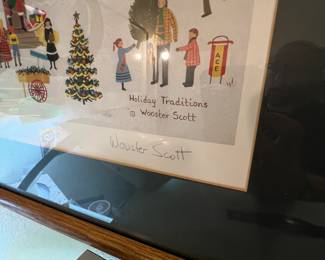 ACE
Holiday Traditions
© Wooster Scott
Wooster Scott